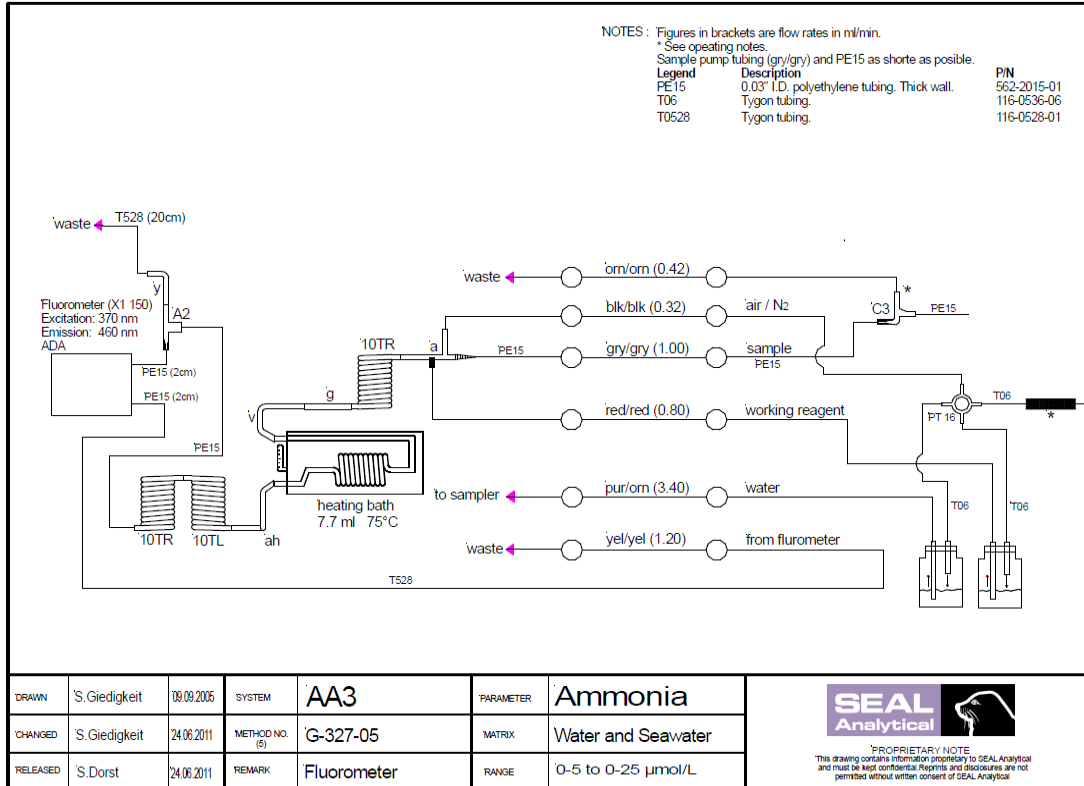 NOTES : Figures in brackets are flow rates in ml/min.
* See opeating notes.
Sample pump tubing (gry/gry) and PE15 as shorte as posible.
Legend Description P/N
PE15 0.03" I.D. polyethylene tubing. Thick wall. 562-2015-01
T06 Tygon tubing. 116-0536-06
T0528 Tygon tubing. 116-0528-01
waste T528 (20cm)
y
A2
Fluorometer (X1 150)
Excitation: 370 nm
Emission: 460 nm
ADA
PE15 (2cm)
PE15 (2cm)
PE15
10TR 10TL ah
v
g
10TR
a
PE15
heating bath
7.7 ml 75°C
waste orn/orn (0.42)
*
C3
PE15
blk/blk (0.32) air / N2
gry/gry (1.00) sample
PE15
red/red (0.80) working reagent
PT 16
T06
*
to sampler pur/orn (3.40) water
T06
T06
waste yel/yel (1.20) from flurometer
T528
DRAWN S.Giedigkeit 09.09.2005 SYSTEM AA3 PARAMETER Ammonia
CHANGED S.Giedigkeit 24.06.2011 METHOD NO. (5) G-327-05 MATRIX Water and Seawater
RELEASED S.Dorst 24.06.2011 REMARK Fluorometer RANGE 0-5 to 0-25 µmol/L
SEAL
Analytical
PROPRIETARY NOTE
This drawing contains information proprietary to SEAL Analytical
and must be kept confidential.Reprints and disclosures are not
permitted without written consent of SEAL Analytical